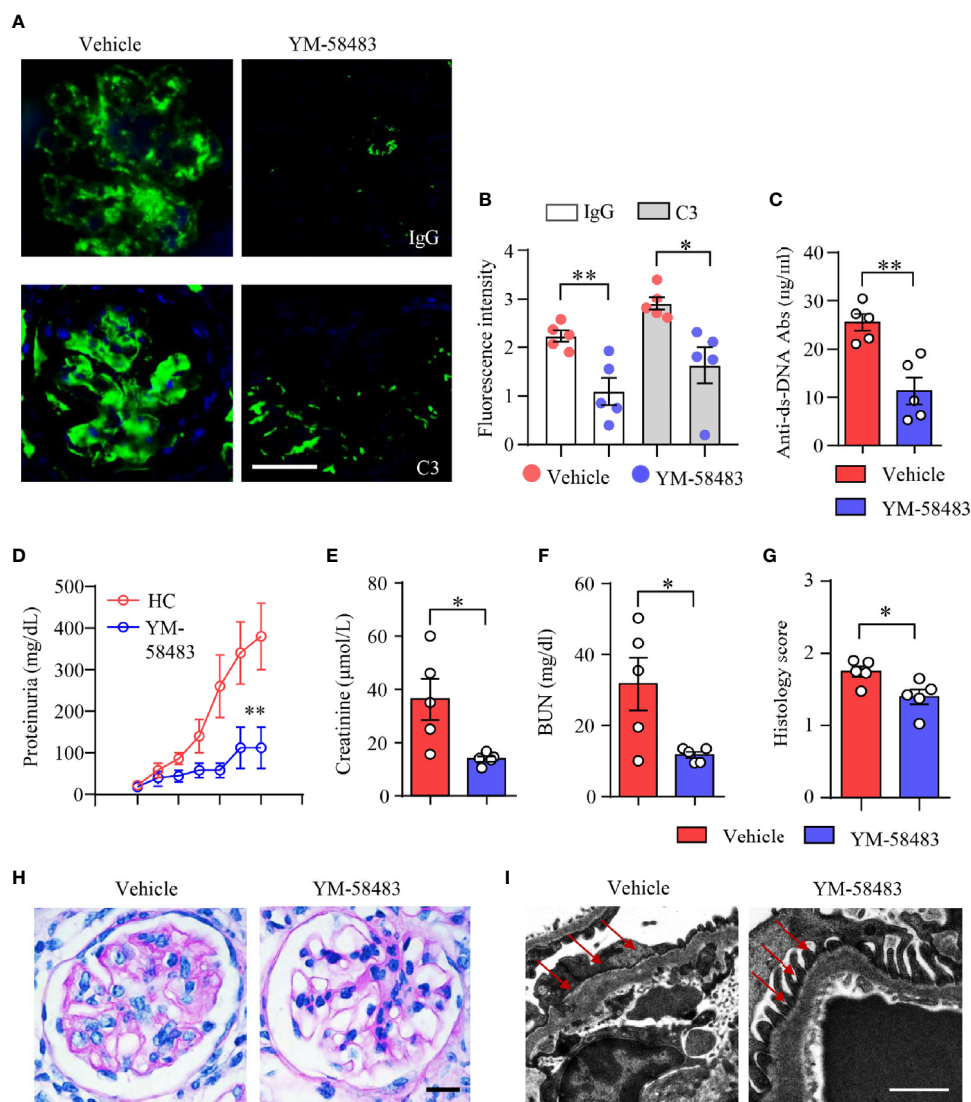 A
Vehicle
YM-58483
IgG
C3
B
IgG
C3
Fluorescence intensity
4
3
2
1
0
**
*
Vehicle
YM-58483
C
Anti-ds-DNA Abs (ng/ml)
40
30
20
10
0
**
Vehicle
YM-58483
D
Proteinuria (mg/dL)
500
400
300
200
100
0
HC
YM-
58483
**
E
Creatinine (μmol/L)
80
60
40
20
0
*
F
BUN (mg/dl)
60
40
20
0
*
G
Histology score
3
2
1
0
*
Vehicle
YM-58483
H
Vehicle
YM-58483
I
Vehicle
YM-58483